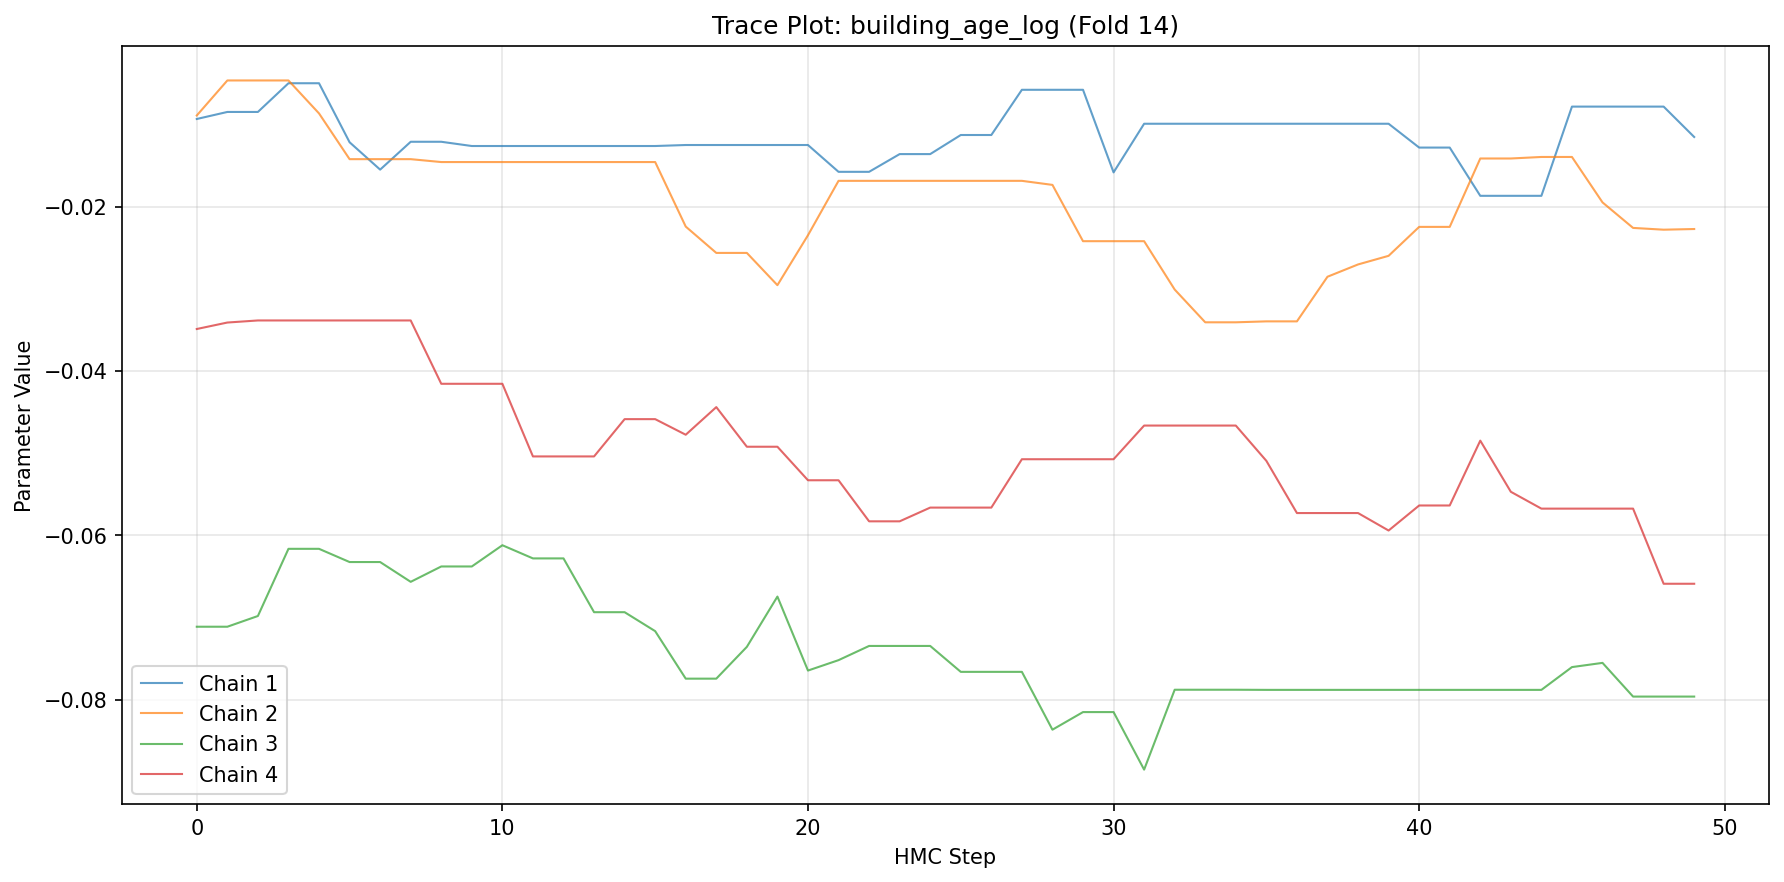 Trace Plot: building_age_log (Fold 14)
Parameter Value
−0.02
−0.04
−0.06
−0.08
Chain 1
Chain 2
Chain 3
Chain 4
0 10 20 30 40 50
HMC Step